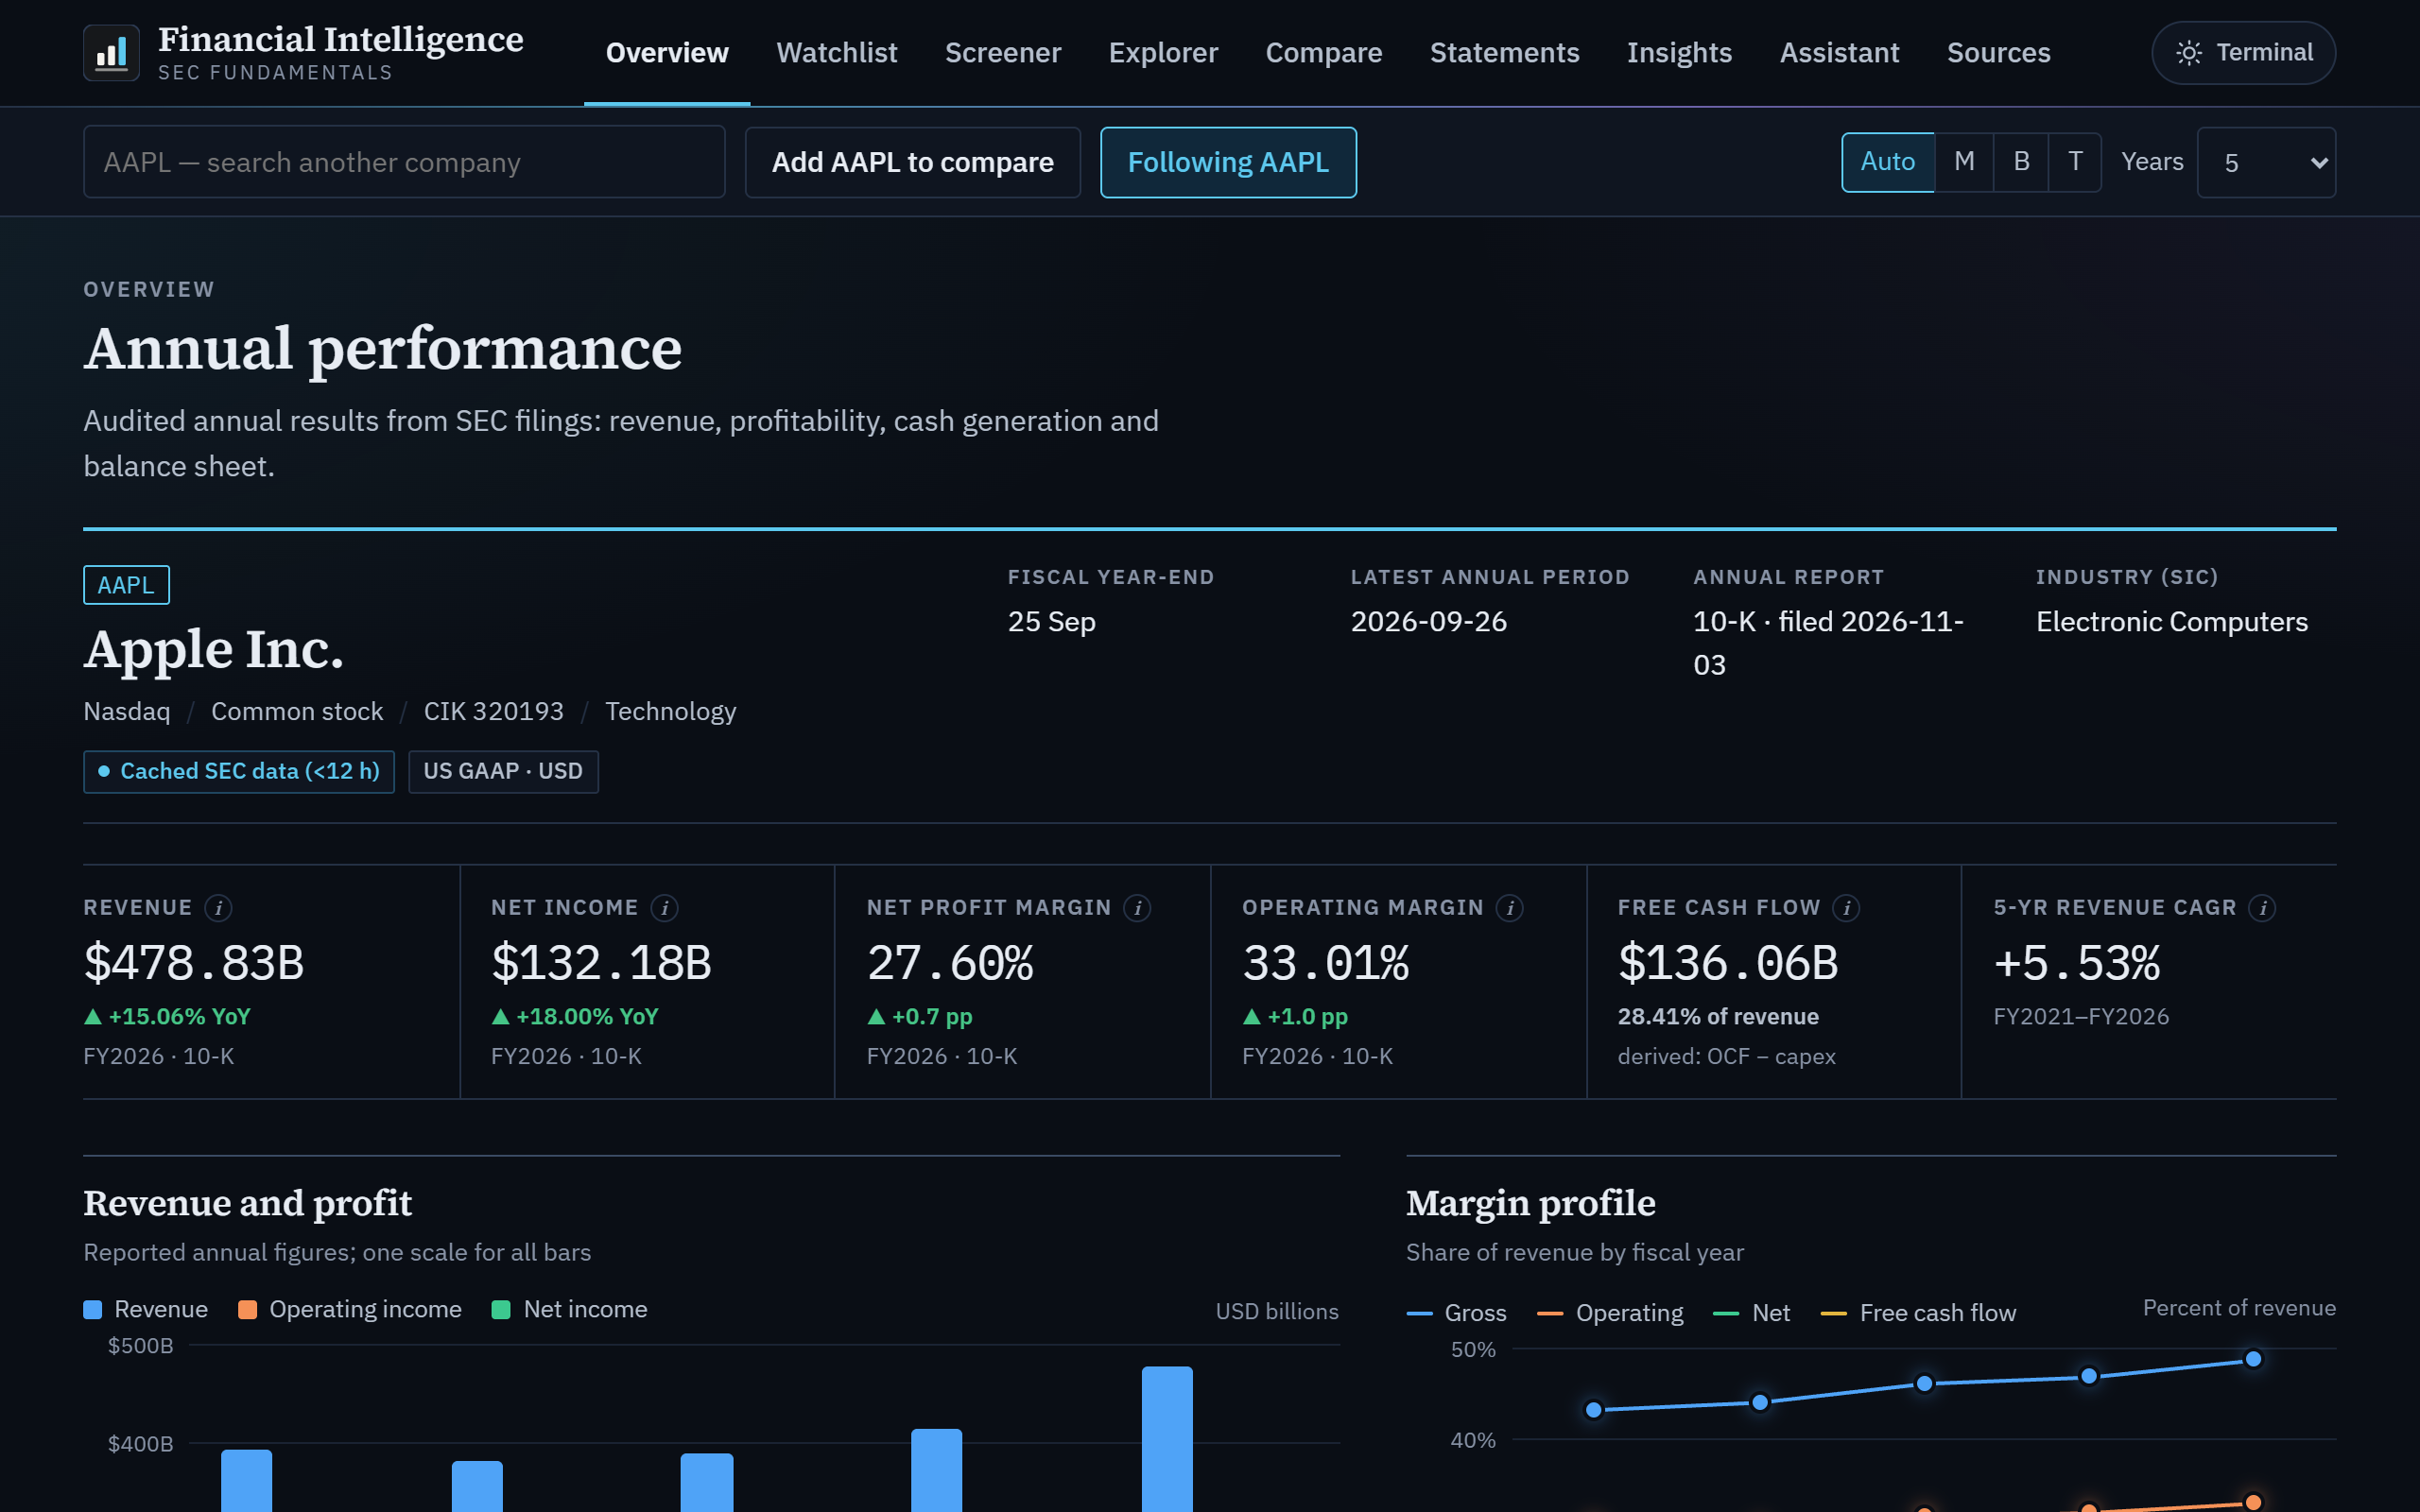 Financial Intelligence
SEC FUNDAMENTALS
Overview
Watchlist
Screener
Explorer
Compare
Statements
Insights
Assistant
Sources
Terminal
AAPL — search another company
Add AAPL to compare
Following AAPL
Auto
M
B
T
Years
5
OVERVIEW
Annual performance
Audited annual results from SEC filings: revenue, profitability, cash generation and
balance sheet.
AAPL
Apple Inc.
Nasdaq / Common stock / CIK 320193 / Technology
Cached SEC data (<12 h)
US GAAP · USD
FISCAL YEAR-END
25 Sep
LATEST ANNUAL PERIOD
2026-09-26
ANNUAL REPORT
10-K · filed 2026-11-
03
INDUSTRY (SIC)
Electronic Computers
REVENUE i
$478.83B
▲ +15.06% YoY
FY2026 · 10-K
NET INCOME i
$132.18B
▲ +18.00% YoY
FY2026 · 10-K
NET PROFIT MARGIN i
27.60%
▲ +0.7 pp
FY2026 · 10-K
OPERATING MARGIN i
33.01%
▲ +1.0 pp
FY2026 · 10-K
FREE CASH FLOW i
$136.06B
28.41% of revenue
derived: OCF − capex
5-YR REVENUE CAGR i
+5.53%
FY2021–FY2026
Revenue and profit
Reported annual figures; one scale for all bars
Revenue
Operating income
Net income
USD billions
$500B
$400B
Margin profile
Share of revenue by fiscal year
Gross
Operating
Net
Free cash flow
Percent of revenue
50%
40%